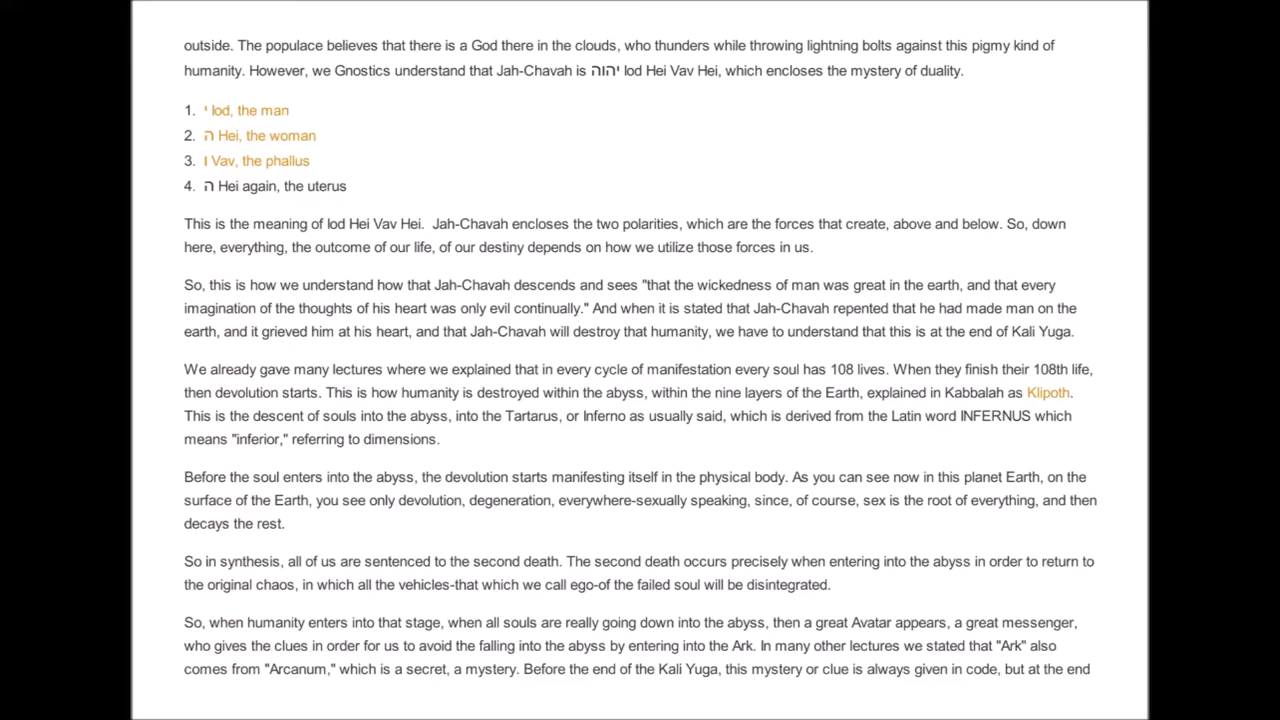 outside. The populace believes that there is a God there in the clouds, who thunders while throwing lightning bolts against this pigmy kind of
humanity. However, we Gnostics understand that Jah-Chavah is יהוה Iod Hei Vav Hei, which encloses the mystery of duality.
1. י Iod, the man
2. ה Hei, the woman
3. ו Vav, the phallus
4. ה Hei again, the uterus
This is the meaning of Iod Hei Vav Hei. Jah-Chavah encloses the two polarities, which are the forces that create, above and below. So, down
here, everything, the outcome of our life, of our destiny depends on how we utilize those forces in us.
So, this is how we understand how that Jah-Chavah descends and sees "that the wickedness of man was great in the earth, and that every
imagination of the thoughts of his heart was only evil continually." And when it is stated that Jah-Chavah repented that he had made man on the
earth, and it grieved him at his heart, and that Jah-Chavah will destroy that humanity, we have to understand that this is at the end of Kali Yuga.
We already gave many lectures where we explained that in every cycle of manifestation every soul has 108 lives. When they finish their 108th life,
then devolution starts. This is how humanity is destroyed within the abyss, within the nine layers of the Earth, explained in Kabbalah as Klipoth.
This is the descent of souls into the abyss, into the Tartarus, or Inferno as usually said, which is derived from the Latin word INFERNUS which
means "inferior," referring to dimensions.
Before the soul enters into the abyss, the devolution starts manifesting itself in the physical body. As you can see now in this planet Earth, on the
surface of the Earth, you see only devolution, degeneration, everywhere-sexually speaking, since, of course, sex is the root of everything, and then
decays the rest.
So in synthesis, all of us are sentenced to the second death. The second death occurs precisely when entering into the abyss in order to return to
the original chaos, in which all the vehicles-that which we call ego-of the failed soul will be disintegrated.
So, when humanity enters into that stage, when all souls are really going down into the abyss, then a great Avatar appears, a great messenger,
who gives the clues in order for us to avoid the falling into the abyss by entering into the Ark. In many other lectures we stated that "Ark" also
comes from "Arcanum," which is a secret, a mystery. Before the end of the Kali Yuga, this mystery or clue is always given in code, but at the end